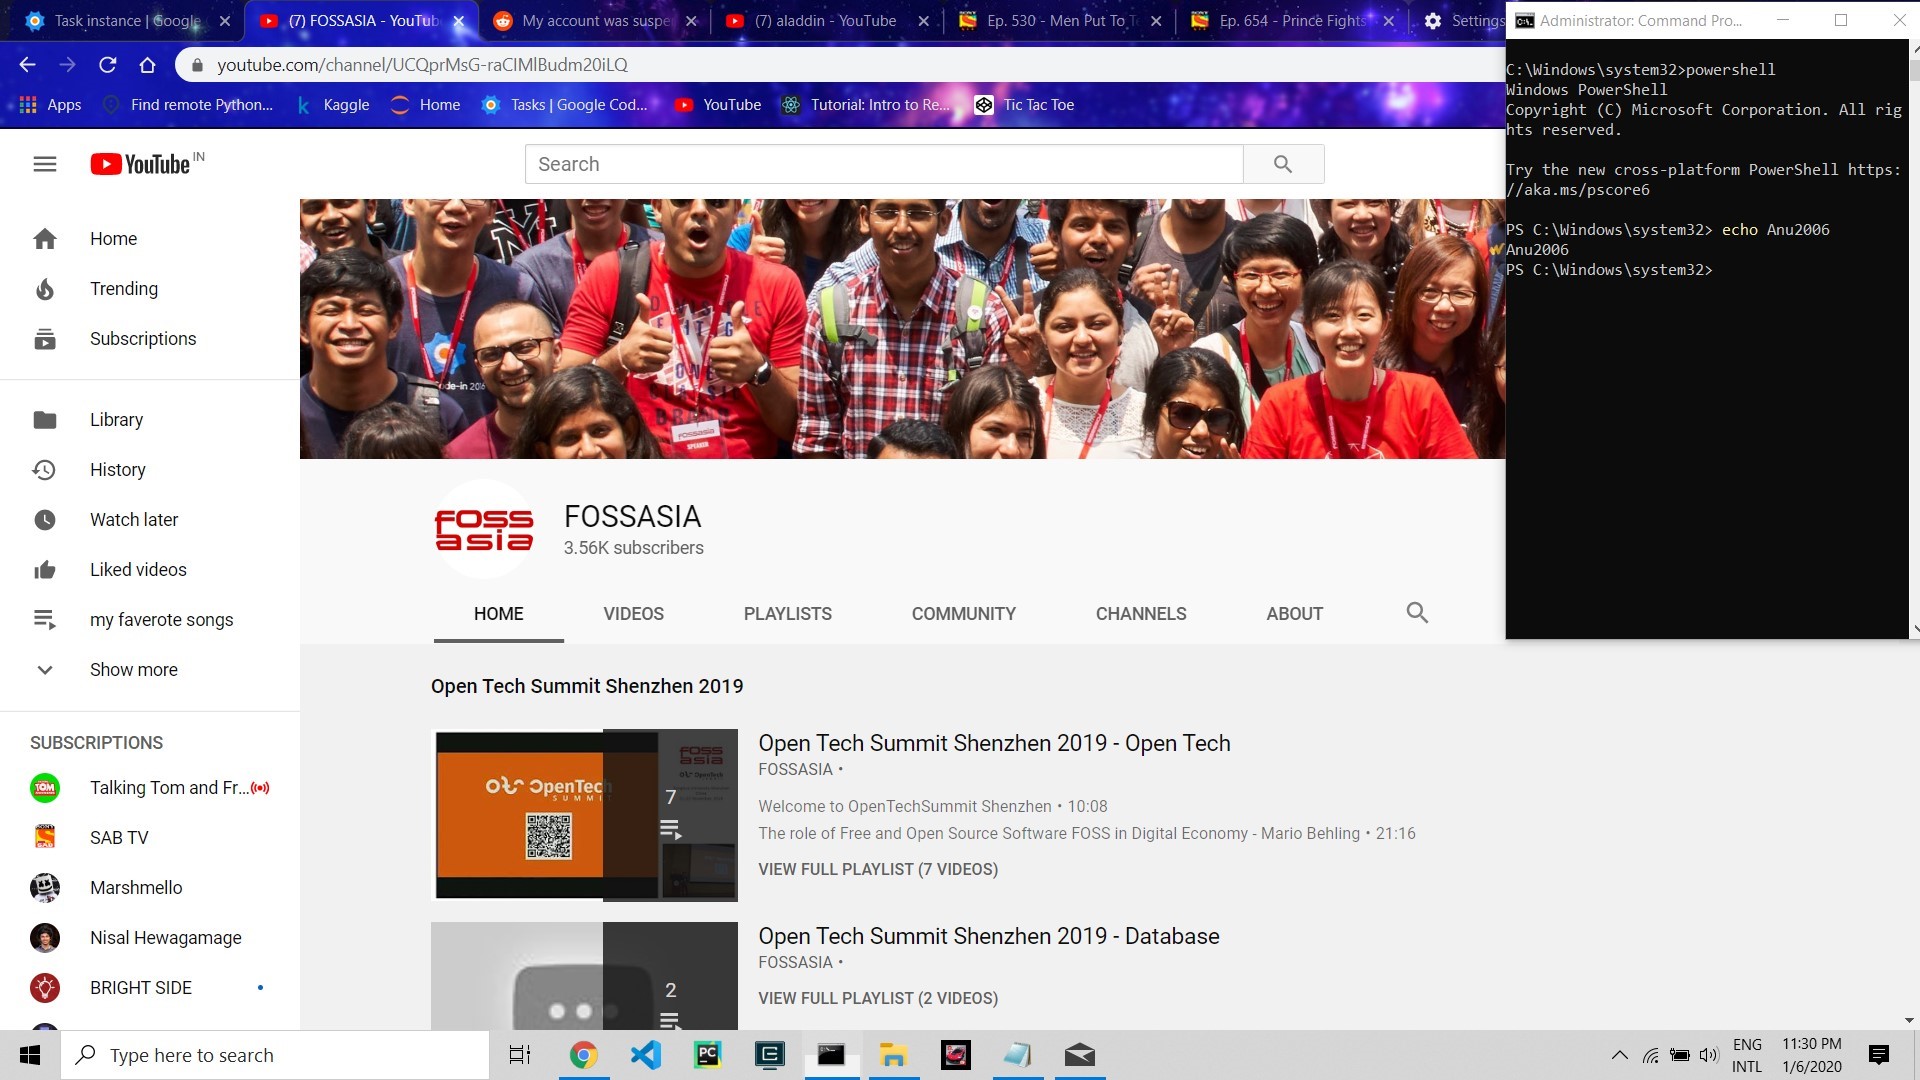 Task instance | Google
(7) FOSSASIA - YouTub
My account was suspe
(7) aladdin - YouTube
Ep. 530 - Men Put To T
Ep. 654 - Prince Fights
Settings
youtube.com/channel/UCQprMsG-raCIMlBudm20iLQ
Apps
Find remote Python...
Kaggle
Home
Tasks | Google Cod...
YouTube
Tutorial: Intro to Re...
Tic Tac Toe
YouTube IN
Search
Home
Trending
Subscriptions
Library
History
Watch later
Liked videos
my faverote songs
Show more
SUBSCRIPTIONS
Talking Tom and Fr...
SAB TV
Marshmello
Nisal Hewagamage
BRIGHT SIDE
ode-in 2016
fossasia
SPEAKER
foss
asia
FOSSASIA
3.56K subscribers
HOME
VIDEOS
PLAYLISTS
COMMUNITY
CHANNELS
ABOUT
Open Tech Summit Shenzhen 2019
OpenTech
SUMMIT
7
Open Tech Summit Shenzhen 2019 - Open Tech
FOSSASIA •
Welcome to OpenTechSummit Shenzhen • 10:08
The role of Free and Open Source Software FOSS in Digital Economy - Mario Behling • 21:16
VIEW FULL PLAYLIST (7 VIDEOS)
2
Open Tech Summit Shenzhen 2019 - Database
FOSSASIA •
VIEW FULL PLAYLIST (2 VIDEOS)
Administrator: Command Pro...
C:\Windows\system32>powershell
Windows PowerShell
Copyright (C) Microsoft Corporation. All rig
hts reserved.
Try the new cross-platform PowerShell https:
//aka.ms/pscore6
PS C:\Windows\system32> echo Anu2006
Anu2006
PS C:\Windows\system32>
Type here to search
PC
ENG
INTL
11:30 PM
1/6/2020